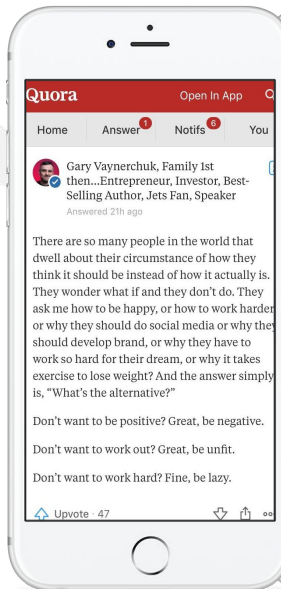 Quora Open In App
Home Answer 1 Notifs 6 You
Gary Vaynerchuk, Family 1st
then...Entrepreneur, Investor, Best-
Selling Author, Jets Fan, Speaker
Answered 21h ago
There are so many people in the world that
dwell about their circumstance of how they
think it should be instead of how it actually is.
They wonder what if and they don’t do. They
ask me how to be happy, or how to work harder
or why they should do social media or why they
should develop brand, or why they have to
work so hard for their dream, or why it takes
exercise to lose weight? And the answer simply
is, “What’s the alternative?”
Don’t want to be positive? Great, be negative.
Don’t want to work out? Great, be unfit.
Don’t want to work hard? Fine, be lazy.
Upvote · 47